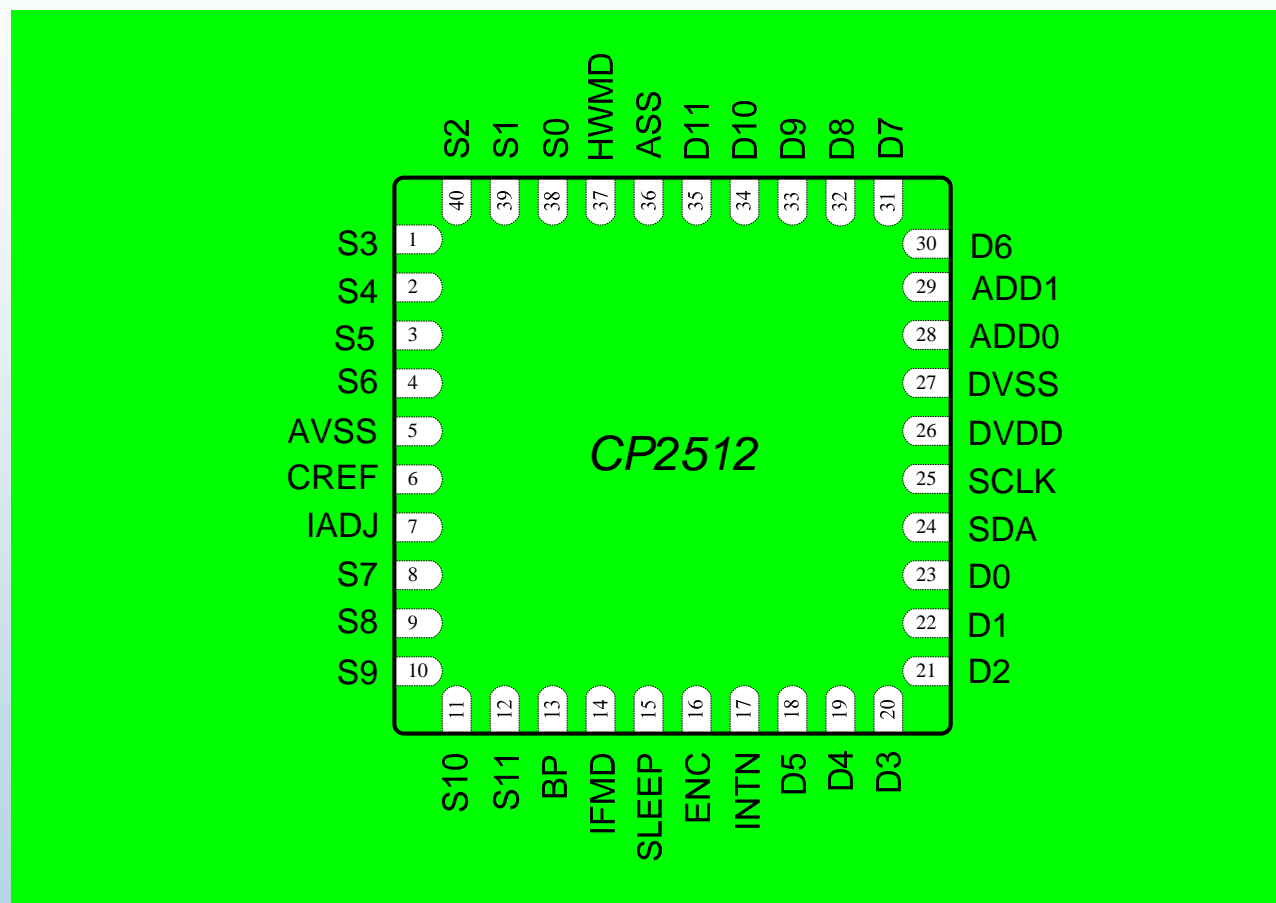 S2 S1 S0 HWMD ASS D11 D10 D9 D8 D7
40 39 38 37 36 35 34 33 32 31
S3 1 30 D6
S4 2 29 ADD1
S5 3 28 ADD0
S6 4 27 DVSS
AVSS 5 26 DVDD
CP2512
CREF 6 25 SCLK
IADJ 7 24 SDA
S7 8 23 D0
S8 9 22 D1
S9 10 21 D2
11 12 13 14 15 16 17 18 19 20
S10 S11 BP IFMD SLEEP ENC INTN D5 D4 D3